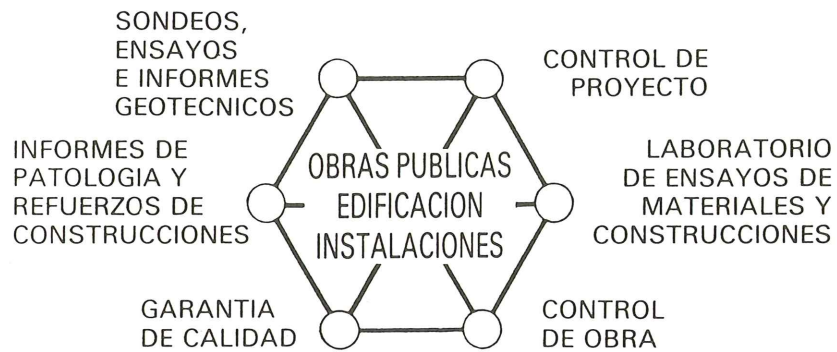 SONDEOS,
ENSAYOS
E INFORMES
GEOTECNICOS
CONTROL DE
PROYECTO
INFORMES DE
PATOLOGIA Y
REFUERZOS DE
CONSTRUCCIONES
OBRAS PUBLICAS
EDIFICACION
INSTALACIONES
LABORATORIO
DE ENSAYOS DE
MATERIALES Y
CONSTRUCCIONES
GARANTIA
DE CALIDAD
CONTROL
DE OBRA